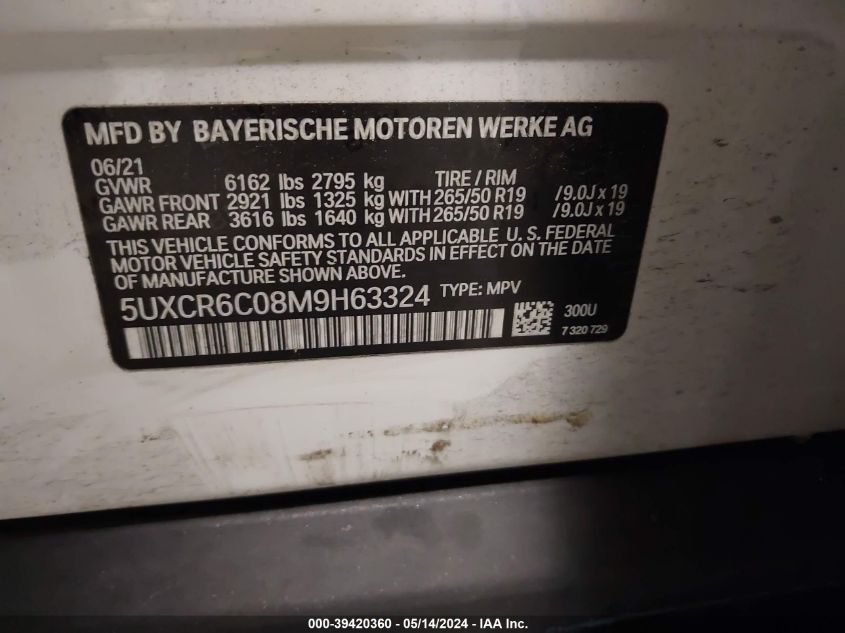 MFD BY BAYERISCHE MOTOREN WERKE AG
06/21
GVWR 6162 lbs 2795 kg TIRE / RIM
GAWR FRONT 2921 lbs 1325 kg WITH 265/50 R19 /9.0J x 19
GAWR REAR 3616 lbs 1640 kg WITH 265/50 R19 /9.0J x 19
THIS VEHICLE CONFORMS TO ALL APPLICABLE U. S. FEDERAL
MOTOR VEHICLE SAFETY STANDARDS IN EFFECT ON THE DATE
OF MANUFACTURE SHOWN ABOVE.
5UXCR6C08M9H63324 TYPE: MPV
300U
7 320 729
000-39420360 - 05/14/2024 - IAA Inc.